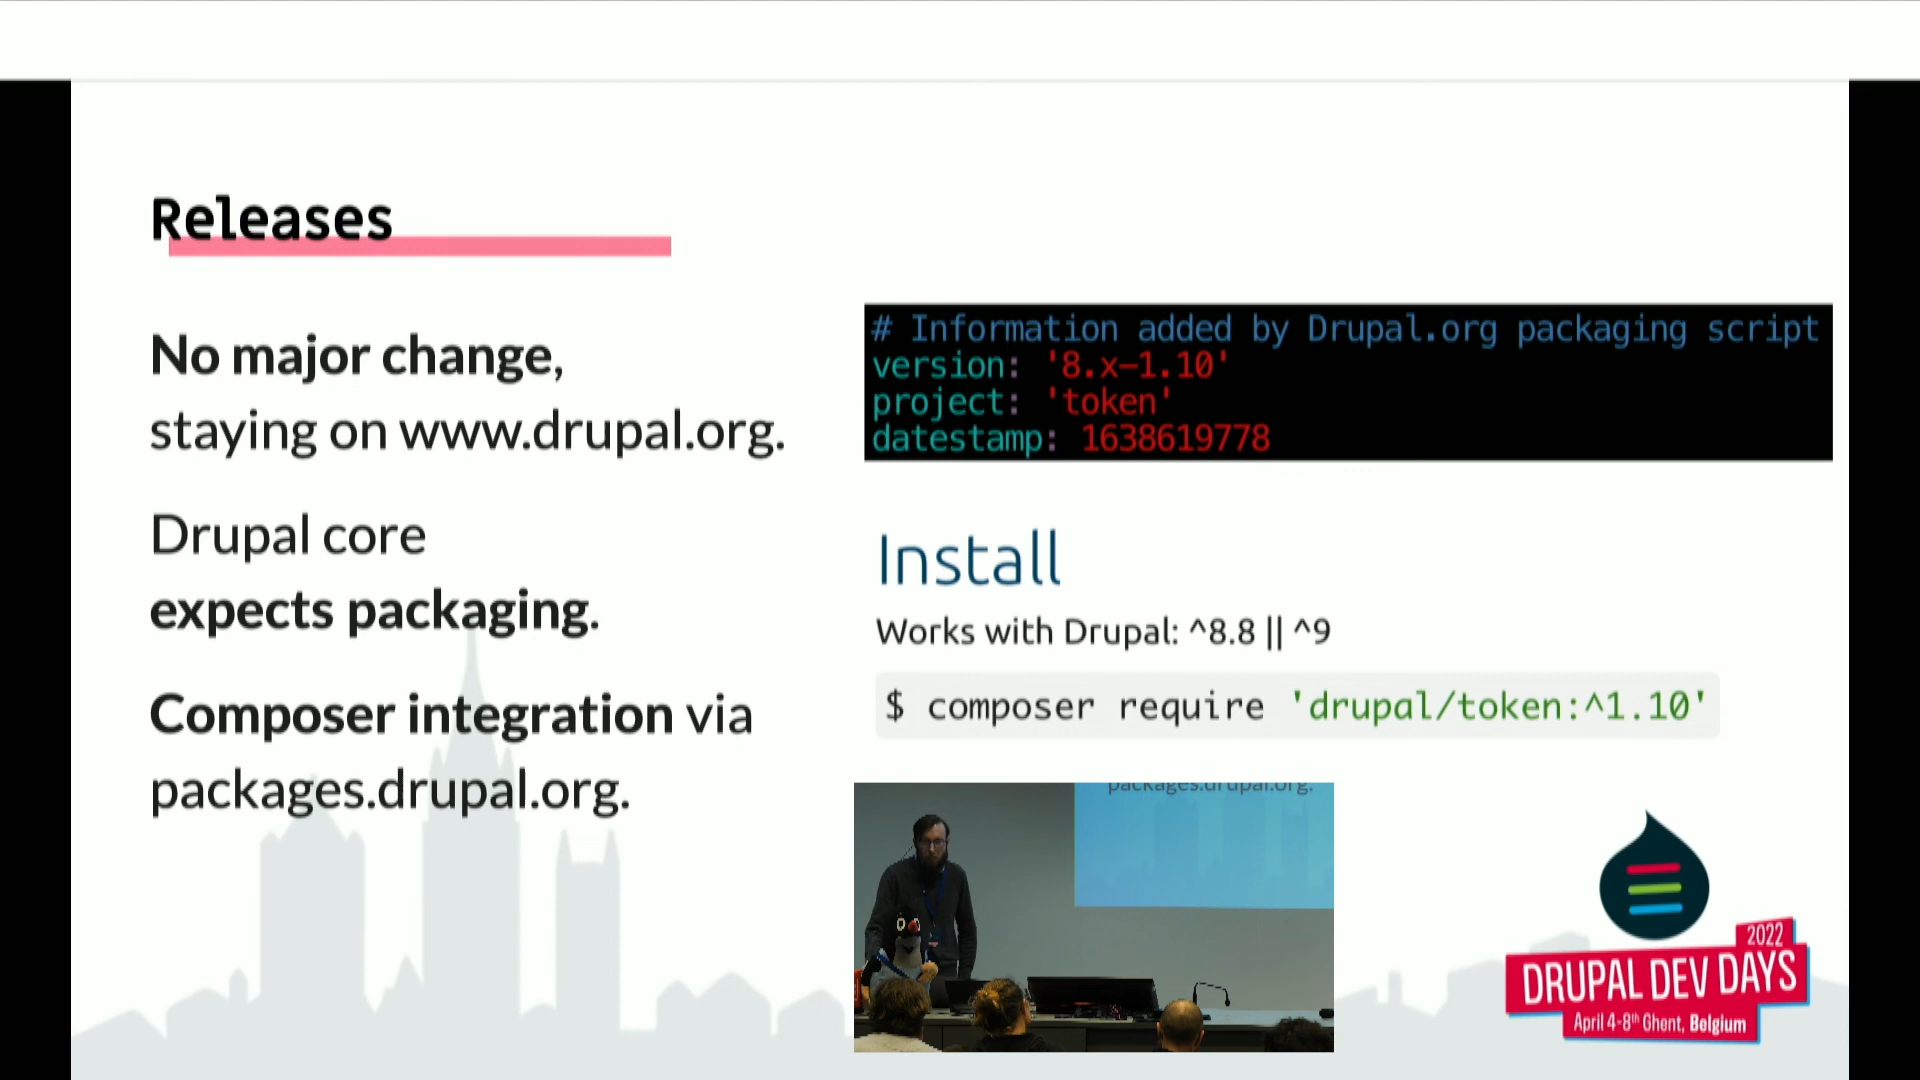 Releases
No major change,
staying on www.drupal.org.
Drupal core
expects packaging.
Composer integration via
packages.drupal.org.
# Information added by Drupal.org packaging script
version: '8.x-1.10'
project: 'token'
datestamp: 1638619778
Install
Works with Drupal: ^8.8 || ^9
$ composer require 'drupal/token:^1.10'
packages.drupal.org.
2022
DRUPAL DEV DAYS
April 4-8th Ghent, Belgium